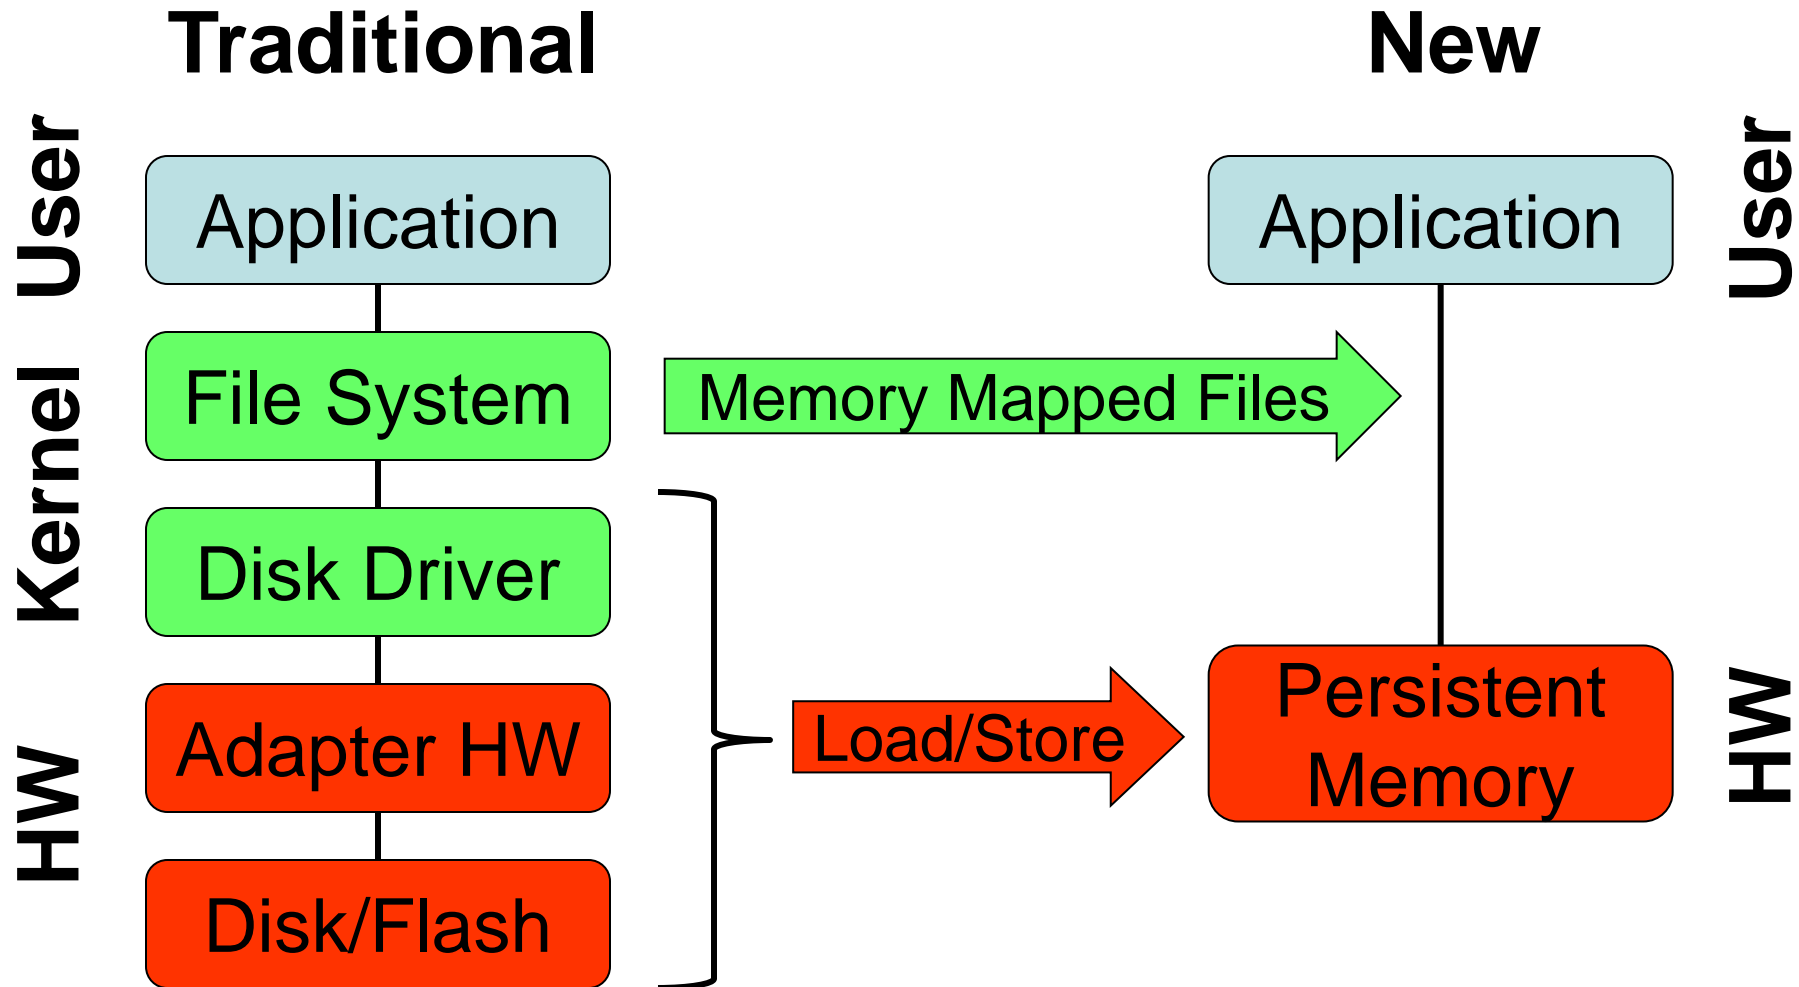 Traditional
New
User
Application
Application
User
Kernel
File System
Memory Mapped Files
Disk Driver
HW
Adapter HW
Load/Store
Persistent
Memory
HW
Disk/Flash